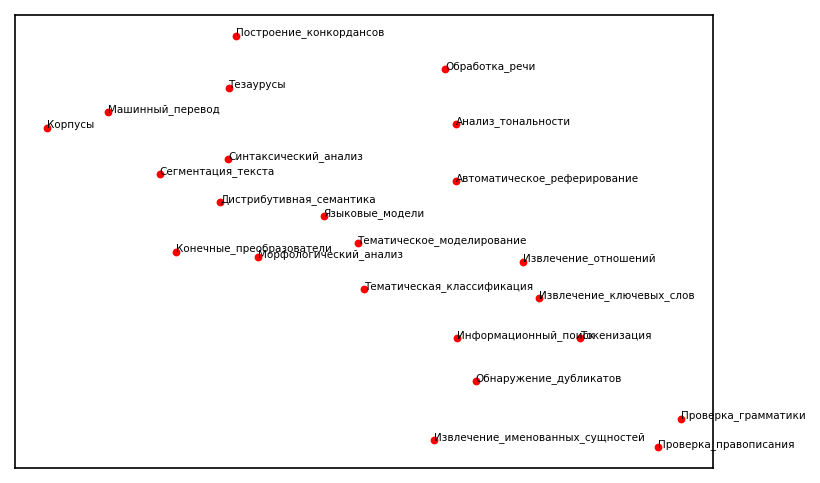 Построение_конкордансов
Обработка_речи
Тезаурусы
Машинный_перевод
Корпусы
Анализ_тональности
Синтаксический_анализ
Сегментация_текста
Автоматическое_реферирование
Дистрибутивная_семантика
Языковые_модели
Тематическое_моделирование
Конечные_преобразователи
Морфологический_анализ
Извлечение_отношений
Тематическая_классификация
Извлечение_ключевых_слов
Информационный_поиск
Токенизация
Обнаружение_дубликатов
Проверка_грамматики
Извлечение_именованных_сущностей
Проверка_правописания